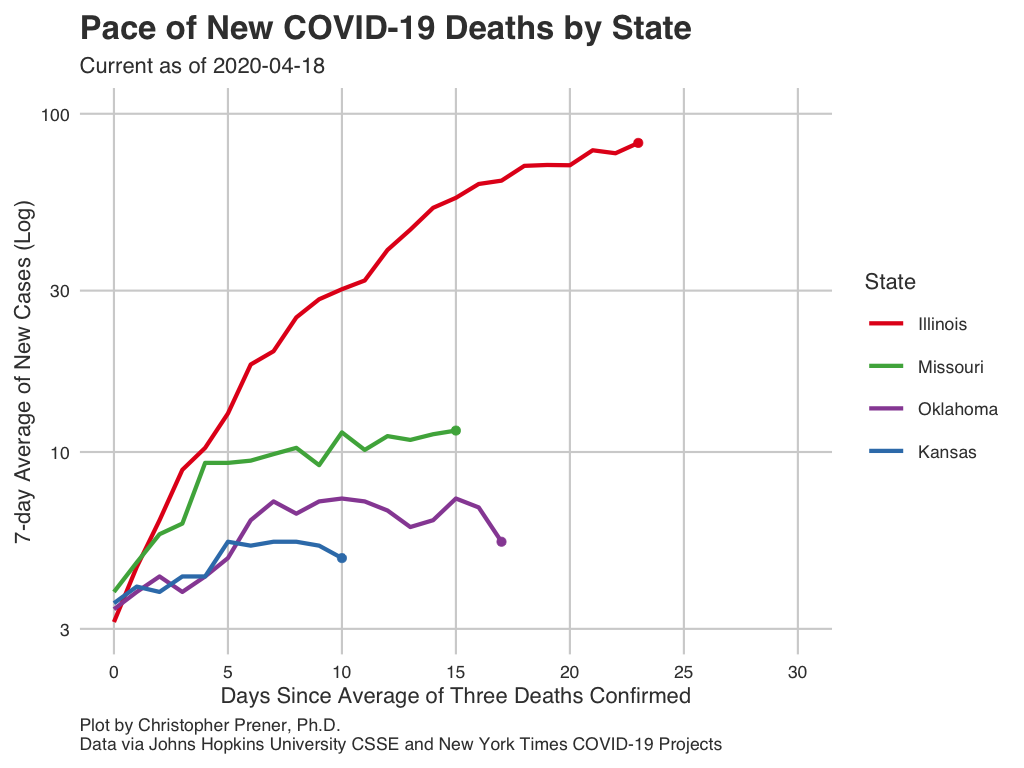 Pace of New COVID-19 Deaths by State
Current as of 2020-04-18
7-day Average of New Cases (Log)
100
30
10
3
0 5 10 15 20 25 30
Days Since Average of Three Deaths Confirmed
State
Illinois
Missouri
Oklahoma
Kansas
Plot by Christopher Prener, Ph.D.
Data via Johns Hopkins University CSSE and New York Times COVID-19 Projects